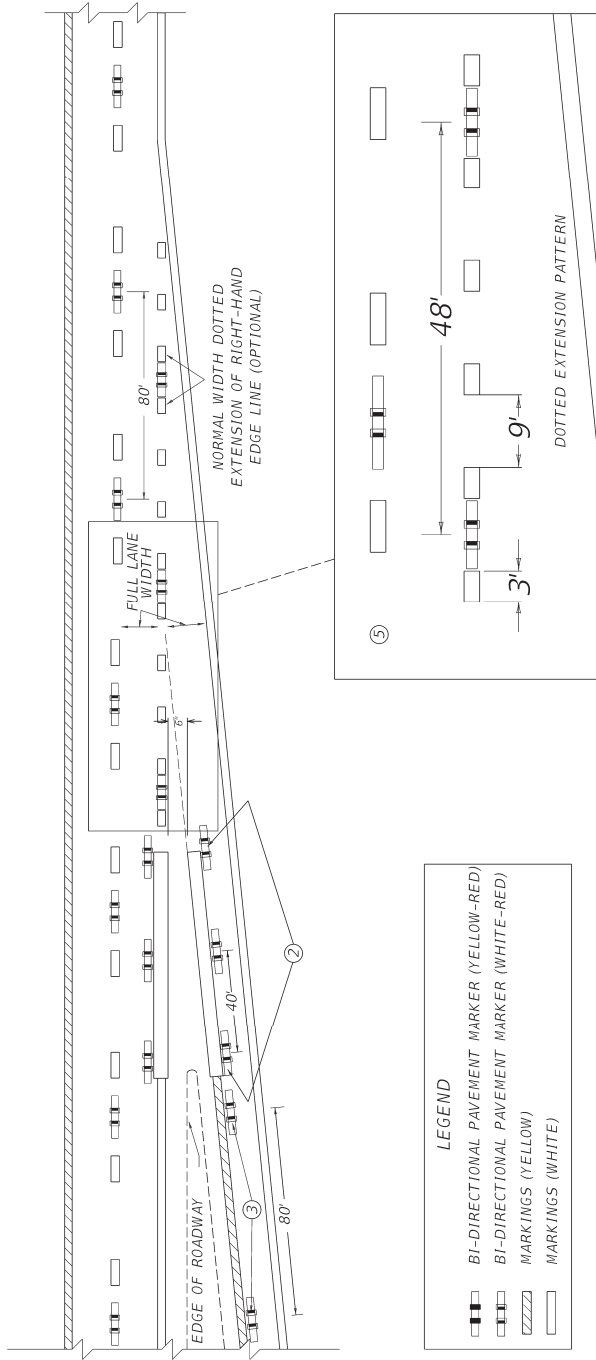 80'
NORMAL WIDTH DOTTED
EXTENSION OF RIGHT-HAND
EDGE LINE (OPTIONAL)
FULL LANE
WIDTH
6"
2
40'
EDGE OF ROADWAY
3
80'
5
48'
9'
3'
DOTTED EXTENSION PATTERN
LEGEND
BI-DIRECTIONAL PAVEMENT MARKER (YELLOW-RED)
BI-DIRECTIONAL PAVEMENT MARKER (WHITE-RED)
MARKINGS (YELLOW)
MARKINGS (WHITE)